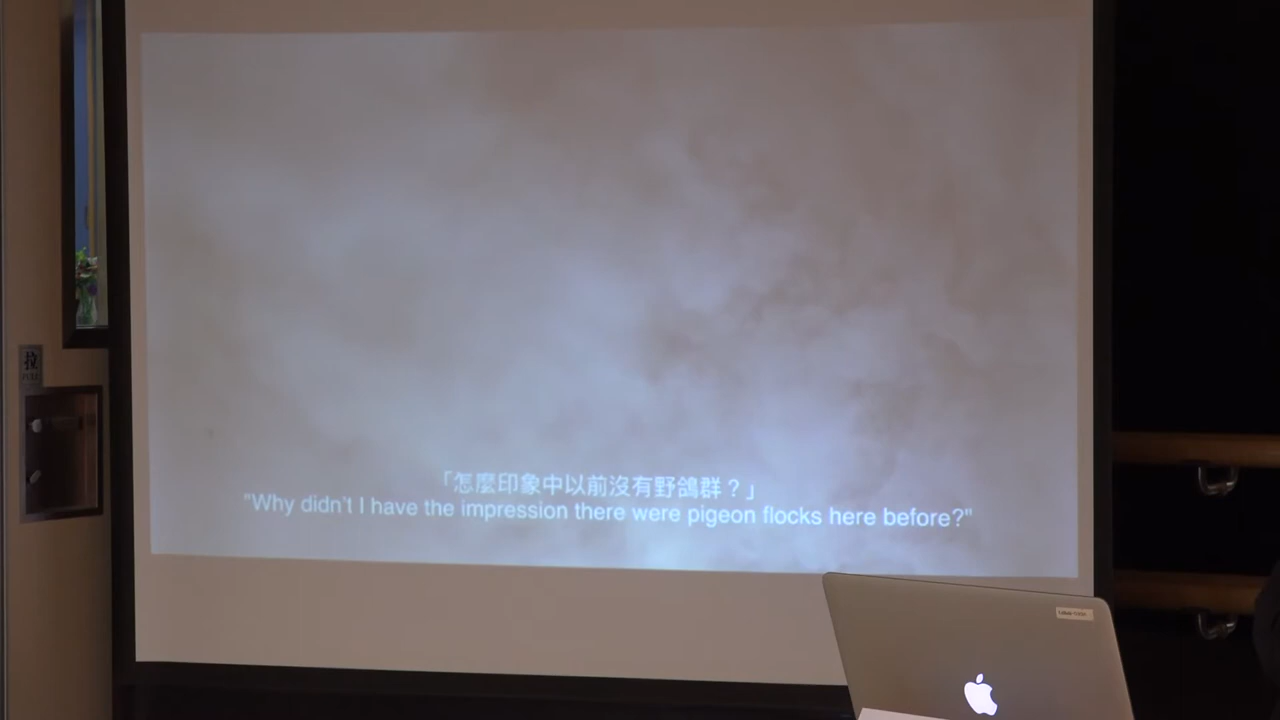 拉
「怎麼印象中以前沒有野鴿群？」
"Why didn't I have the impression there were pigeon flocks here before?"